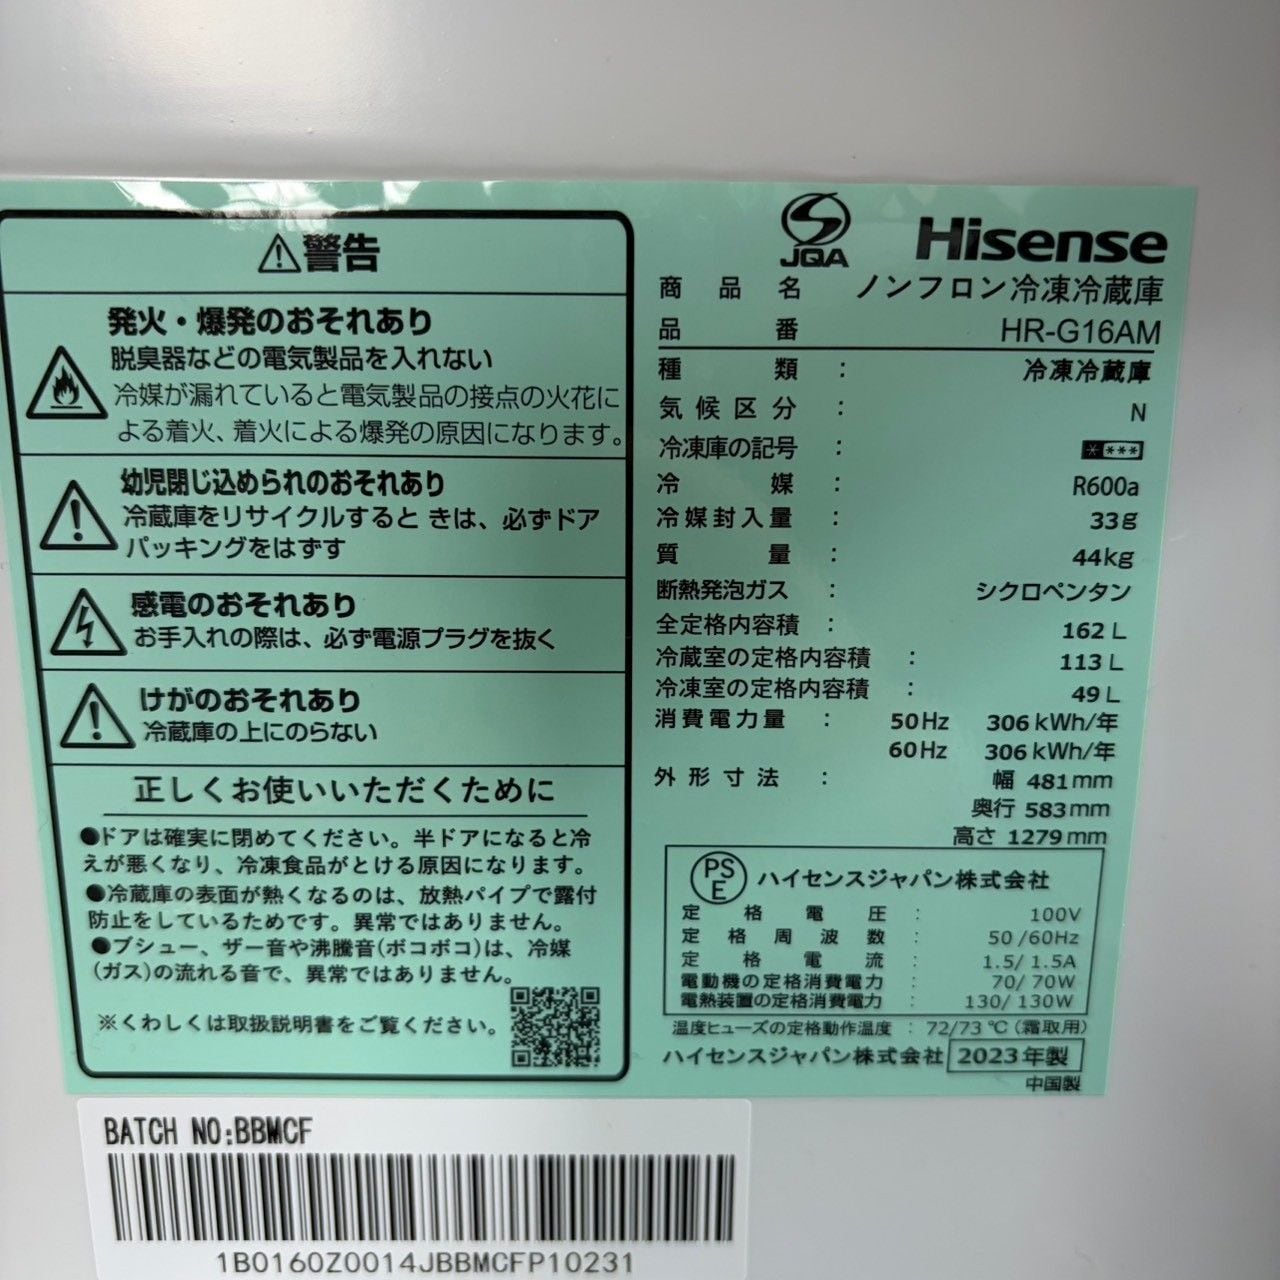 ⚠警告
発火・爆発のおそれあり
脱臭器などの電気製品を入れない
冷媒が漏れていると電気製品の接点の火花に
よる着火、着火による爆発の原因になります。
幼児閉じ込められのおそれあり
冷蔵庫をリサイクルするときは、必ずドア
パッキングをはずす
感電のおそれあり
お手入れの際は、必ず電源プラグを抜く
けがのおそれあり
冷蔵庫の上にのらない
正しくお使いいただくために
●ドアは確実に閉めてください。半ドアになると冷
えが悪くなり、冷凍食品がとける原因になります。
●冷蔵庫の表面が熱くなるのは、放熱パイプで露付
防止をしているためです。異常ではありません。
●プシュー、ザー音や沸騰音(ボコボコ)は、冷媒
(ガス)の流れる音で、異常ではありません。
※くわしくは取扱説明書をご覧ください。
JQA
Hisense
商品名 ノンフロン冷凍冷蔵庫
品番 HR-G16AM
種類 : 冷凍冷蔵庫
気候区分 : N
冷凍庫の記号 : * ***
冷媒 : R600a
冷媒封入量 : 33g
質量 : 44kg
断熱発泡ガス : シクロペンタン
全定格内容積 : 162 L
冷蔵室の定格内容積 : 113 L
冷凍室の定格内容積 : 49 L
消費電力量 : 50Hz 306 kWh/年
60Hz 306 kWh/年
外形寸法 : 幅 481mm
奥行 583mm
高さ 1279mm
PSE ハイセンスジャパン株式会社
定格電圧 : 100V
定格周波数 : 50/60Hz
定格電流 : 1.5/1.5A
電動機の定格消費電力 : 70/70W
電熱装置の定格消費電力 : 130/130W
温度ヒューズの定格動作温度 : 72/73℃(霜取用)
ハイセンスジャパン株式会社 2023年製
中国製
BATCH NO:BBMCF
1B0160Z0014JBBMCFP10231